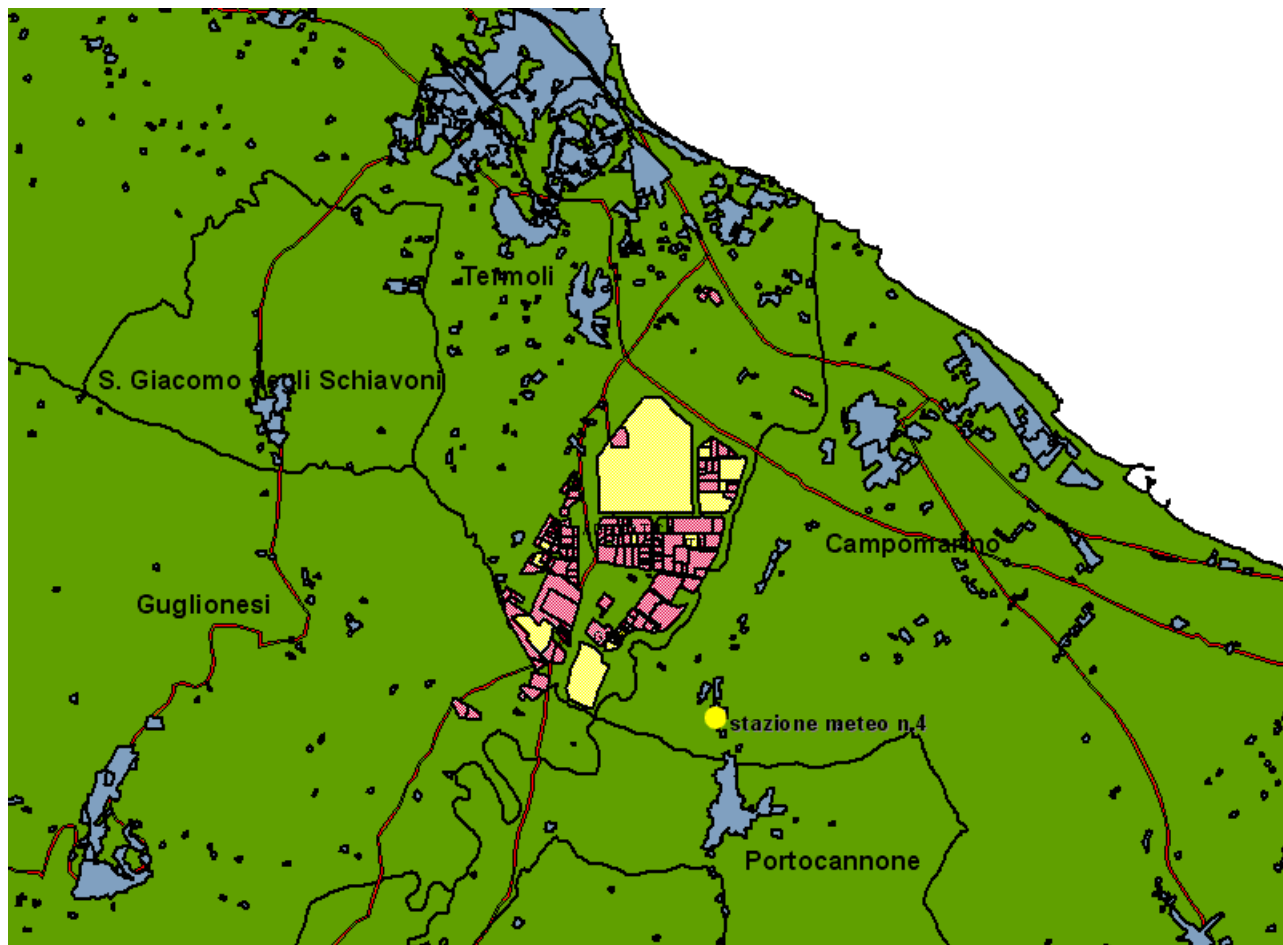 Termoli
S. Giacomo degli Schiavoni
Campomarino
Guglionesi
stazione meteo n.4
Portocannone